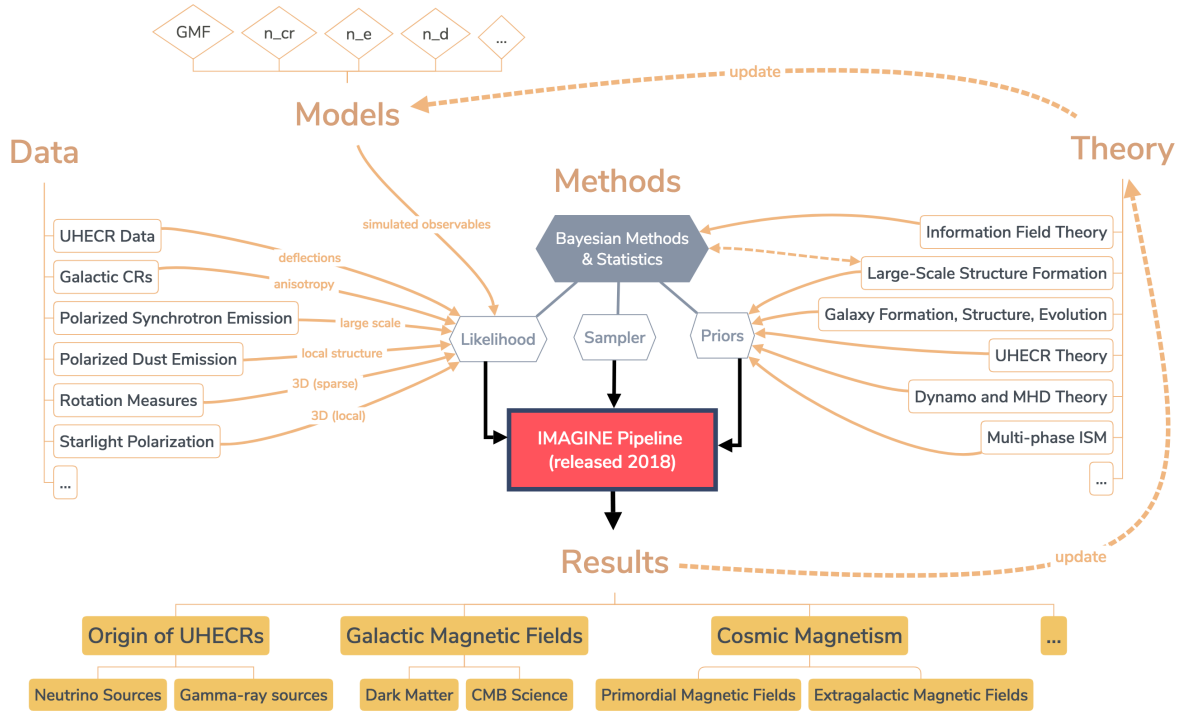 GMF
n_cr
n_e
n_d
...
update
Models
Data
Theory
Methods
simulated observables
UHECR Data
Galactic CRs
Polarized Synchrotron Emission
Polarized Dust Emission
Rotation Measures
Starlight Polarization
...
deflections
anisotropy
large scale
local structure
3D (sparse)
3D (local)
Bayesian Methods
& Statistics
Likelihood
Sampler
Priors
Information Field Theory
Large-Scale Structure Formation
Galaxy Formation, Structure, Evolution
UHECR Theory
Dynamo and MHD Theory
Multi-phase ISM
...
IMAGINE Pipeline
(released 2018)
Results
update
Origin of UHECRs
Galactic Magnetic Fields
Cosmic Magnetism
...
Neutrino Sources
Gamma-ray sources
Dark Matter
CMB Science
Primordial Magnetic Fields
Extragalactic Magnetic Fields